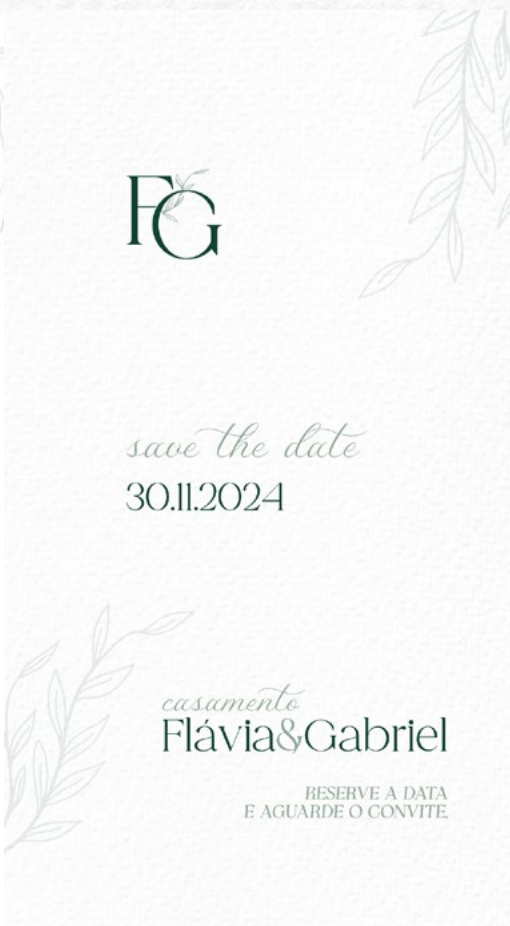 FG
save the date
30.11.2024
casamento
Flávia&Gabriel
RESERVE A DATA
E AGUARDE O CONVITE